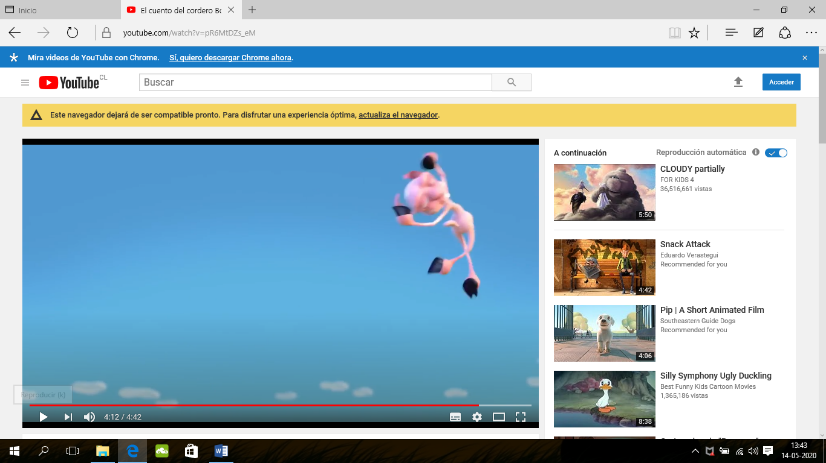 Inicio
El cuento del cordero Bo
youtube.com/watch?v=pR6MtDZs_eM
Mira videos de YouTube con Chrome. Sí, quiero descargar Chrome ahora.
YouTube CL
Buscar
Acceder
Este navegador dejará de ser compatible pronto. Para disfrutar una experiencia óptima, actualiza el navegador.
A continuación
Reproducción automática
CLOUDY partially
FOR KIDS 4
36,516,661 vistas
5:50
Snack Attack
Eduardo Verastegui
Recommended for you
4:42
Pip | A Short Animated Film
Southeastern Guide Dogs
Recommended for you
4:06
Silly Symphony Ugly Duckling
Best Funny Kids Cartoon Movies
1,365,186 vistas
8:38
Reproducir (k)
4:12 / 4:42
13:43
14-05-2020